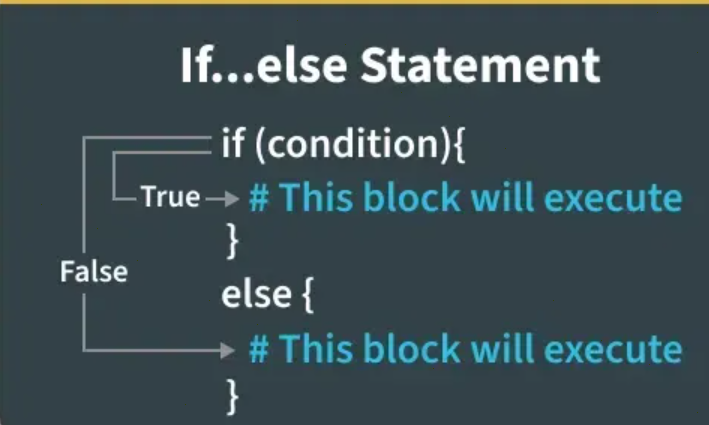 If...else Statement
if (condition){
True # This block will execute
}
False
else {
# This block will execute
}